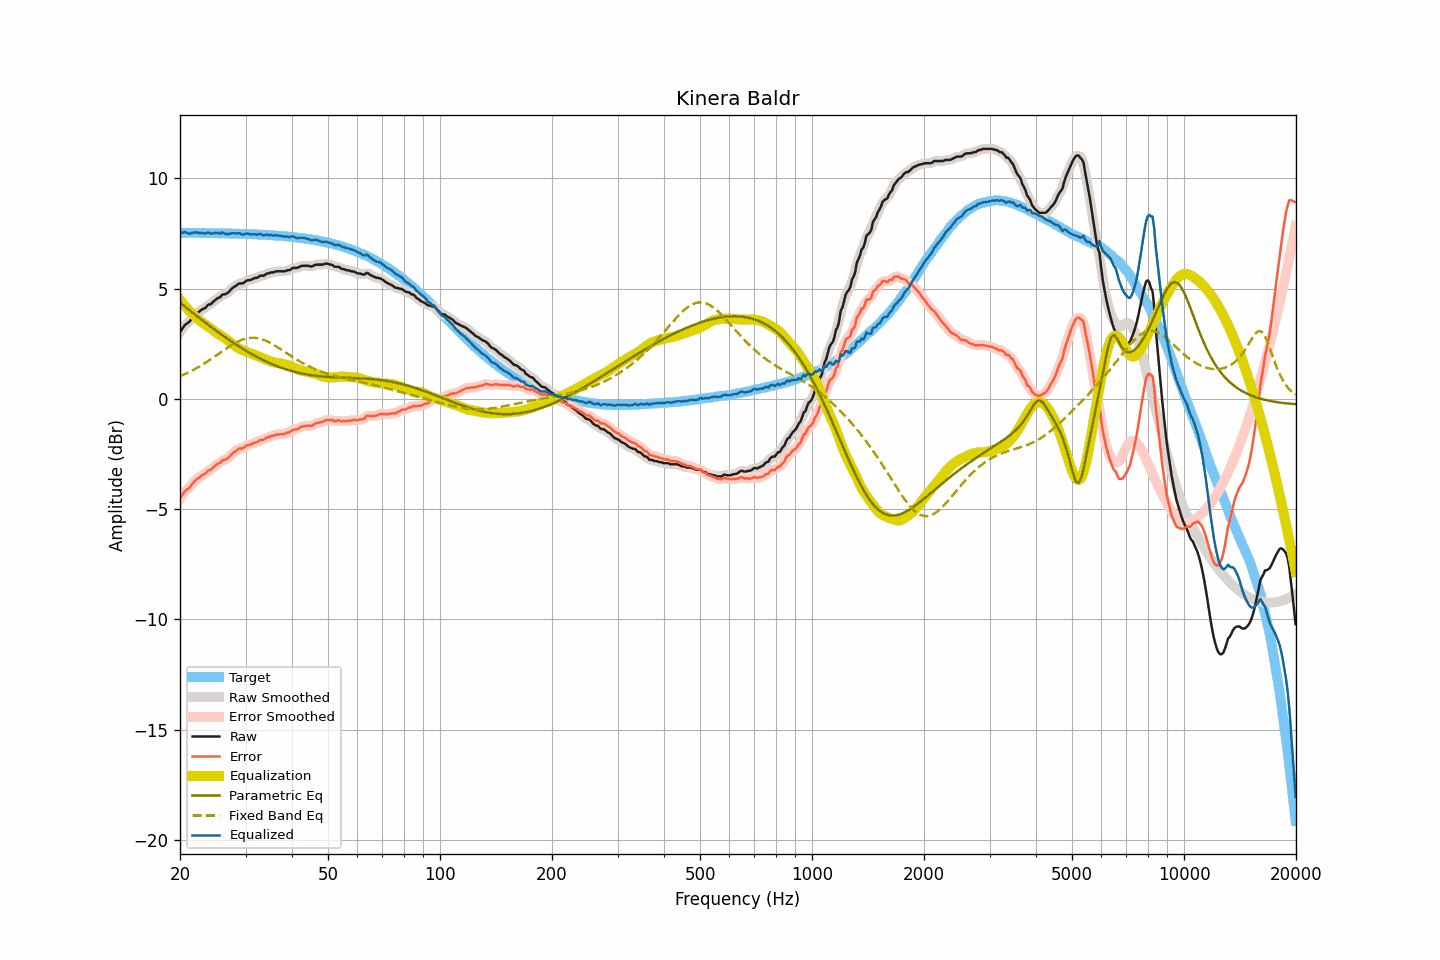 Kinera Baldr
10
5
0
−5
−10
−15
−20
Amplitude (dBr)
Target
Raw Smoothed
Error Smoothed
Raw
Error
Equalization
Parametric Eq
Fixed Band Eq
Equalized
20 50 100 200 500 1000 2000 5000 10000 20000
Frequency (Hz)